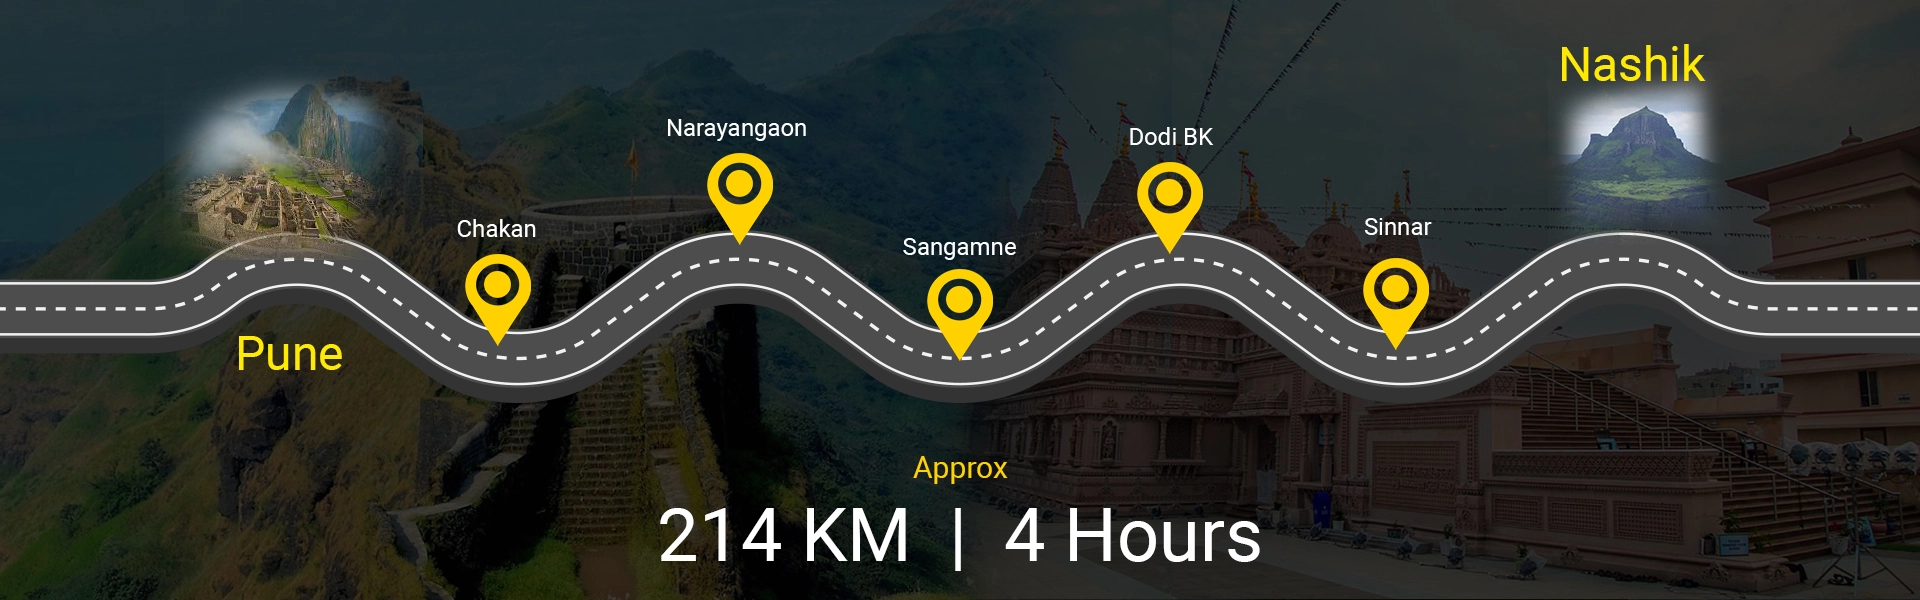 Nashik
Narayangaon
Dodi BK
Chakan
Sangamne
Sinnar
Pune
Approx
214 KM | 4 Hours